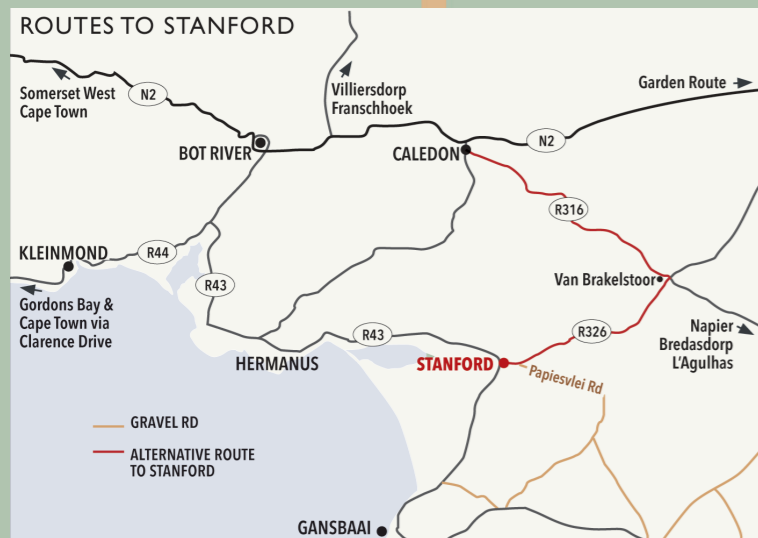 ROUTES TO STANFORD
Somerset West
Cape Town
N2
Villiersdorp
Franschhoek
Garden Route
BOT RIVER
CALEDON
N2
R316
KLEINMOND
R44
R43
Van Brakelstoor
Gordons Bay &
Cape Town via
Clarence Drive
R43
R326
Napier
Bredasdorp
L'Agulhas
HERMANUS
STANFORD
Papiesvlei Rd
GRAVEL RD
ALTERNATIVE ROUTE
TO STANFORD
GANSBAAI